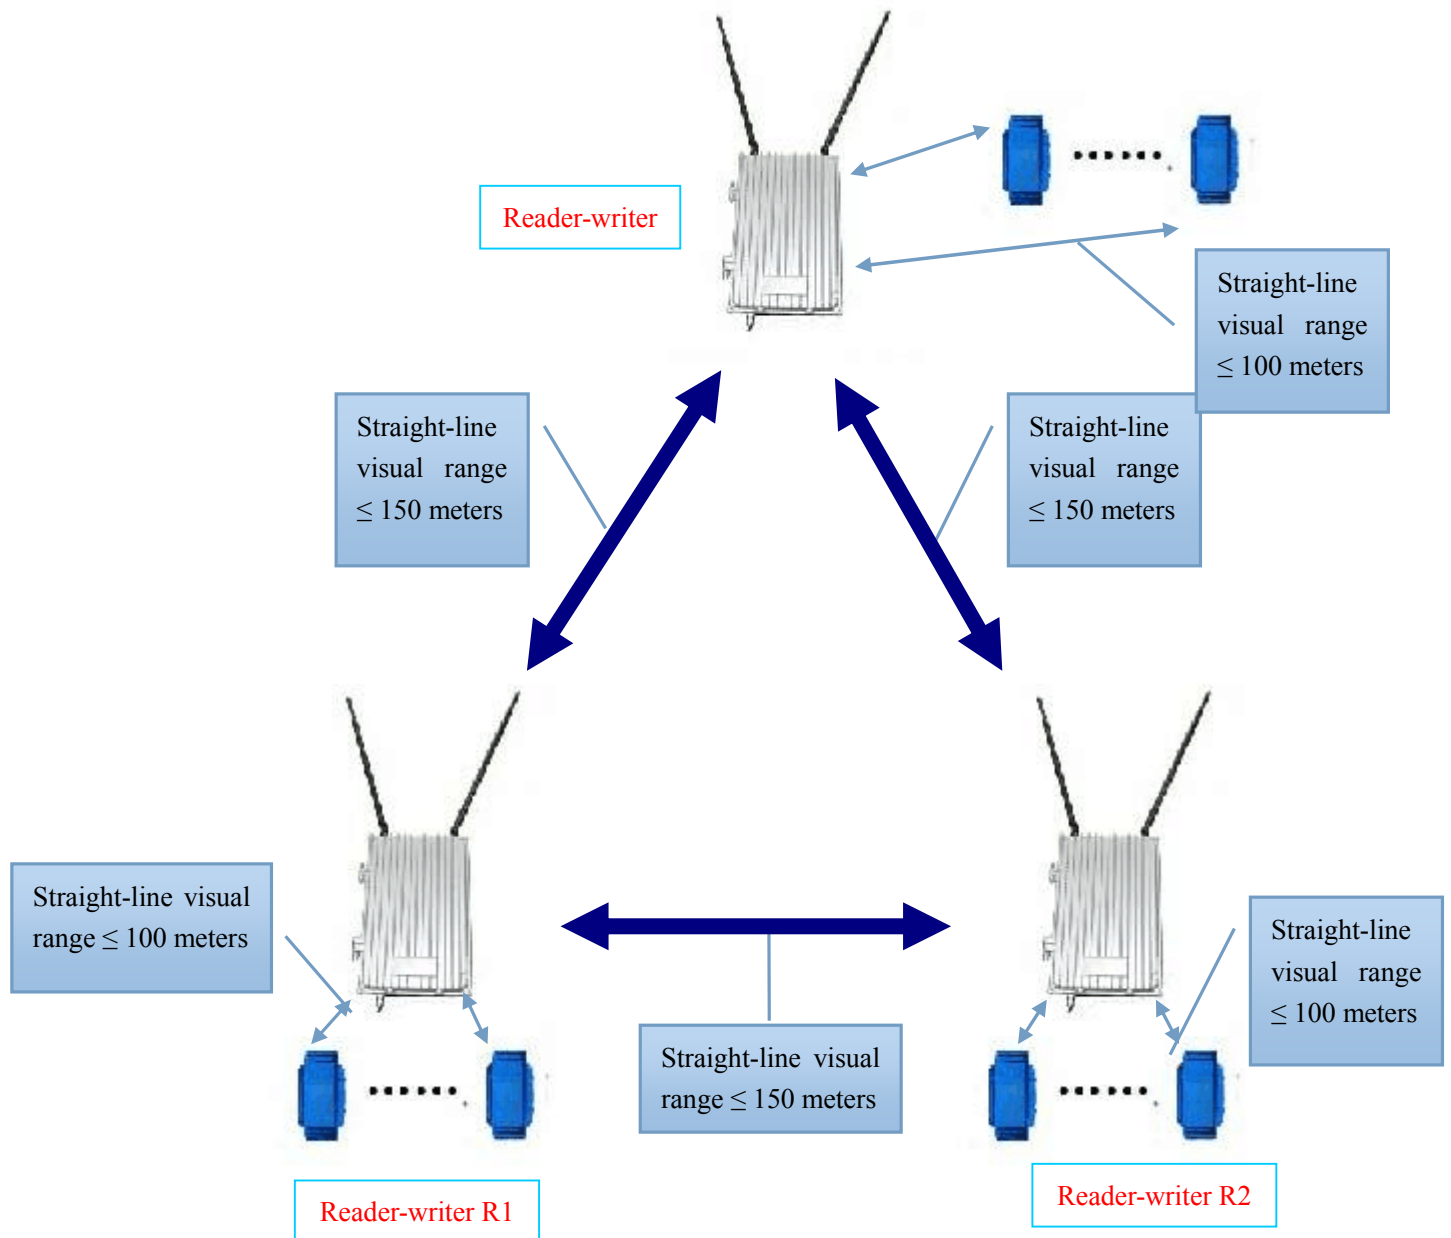 Reader-writer
Straight-line
visual range
≤ 100 meters
Straight-line
visual range
≤ 150 meters
Straight-line
visual range
≤ 150 meters
Straight-line visual
range ≤ 100 meters
Straight-line
visual range
≤ 100 meters
Straight-line visual
range ≤ 150 meters
Reader-writer R1
Reader-writer R2